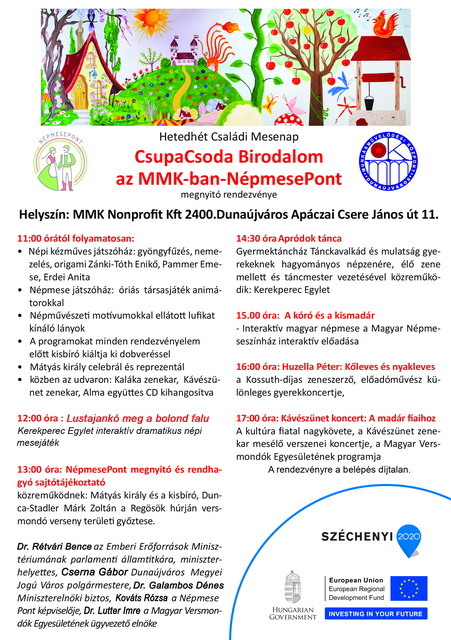 Hetedhét Családi Mesenap
CsupaCsoda Birodalom
az MMK-ban-NépmesePont
megnyitó rendezvénye
NÉPMESEPONT
Helyszín: MMK Nonprofit Kft 2400.Dunaújváros Apáczai Csere János út 11.
11:00 órától folyamatosan:
• Népi kézműves játszóház: gyöngyfűzés, neme-
zelés, origami Zánki-Tóth Enikő, Pammer Eme-
se, Erdei Anita
• Népmese játszóház: óriás társasjáték animá-
torokkal
• Népművészeti motívumokkal ellátott lufikat
kínáló lányok
• A programokat minden rendezvényelem
előtt kisbíró kiáltja ki dobveréssel
• Mátyás király celebrál és reprezentál
• közben az udvaron: Kaláka zenekar, Kávészü-
net zenekar, Alma együttes CD kihangosítva
12:00 óra : Lustajankó meg a bolond falu
Kerekperec Egylet interaktív dramatikus népi
mesejáték
13:00 óra: NépmesePont megnyitó és rendha-
gyó sajtótájékoztató
közreműködnek: Mátyás király és a kisbíró, Dun-
ca-Stadler Márk Zoltán a Regösök húrján vers-
mondó verseny területi győztese.
Dr. Rétvári Bence az Emberi Erőforrások Minisz-
tériumának parlamenti államtitkára, miniszter-
helyettes, Cserna Gábor Dunaújváros Megyei
Jogú Város polgármestere, Dr. Galambos Dénes
Miniszterelnöki biztos, Kováts Rózsa a Népmese
Pont képviselője, Dr. Lutter Imre a Magyar Versmon-
dók Egyesületének ügyvezető elnöke
14:30 óra Apródok tánca
Gyermektáncház Tánckavalkád és mulatság gye-
rekeknek hagyományos népzenére, élő zene
mellett és táncmester vezetésével közreműkö-
dik: Kerekperec Egylet
15.00 óra: A kóró és a kismadár
- Interaktív magyar népmese a Magyar Népme-
seszínház interaktív előadása
16:00 óra: Huzella Péter: Kőleves és nyakleves
a Kossuth-díjas zeneszerző, előadóművész kü-
lönleges gyerekkoncertje,
17:00 óra: Kávészünet koncert: A madár fiaihoz
A kultúra fiatal nagykövete, a Kávészünet zene-
kar mesélő verszenei koncertje, a Magyar Vers-
mondók Egyesületének programja
A rendezvényre a belépés díjtalan.
SZÉCHENYI 2020
HUNGARIAN
GOVERNMENT
European Union
European Regional
Development Fund
INVESTING IN YOUR FUTURE